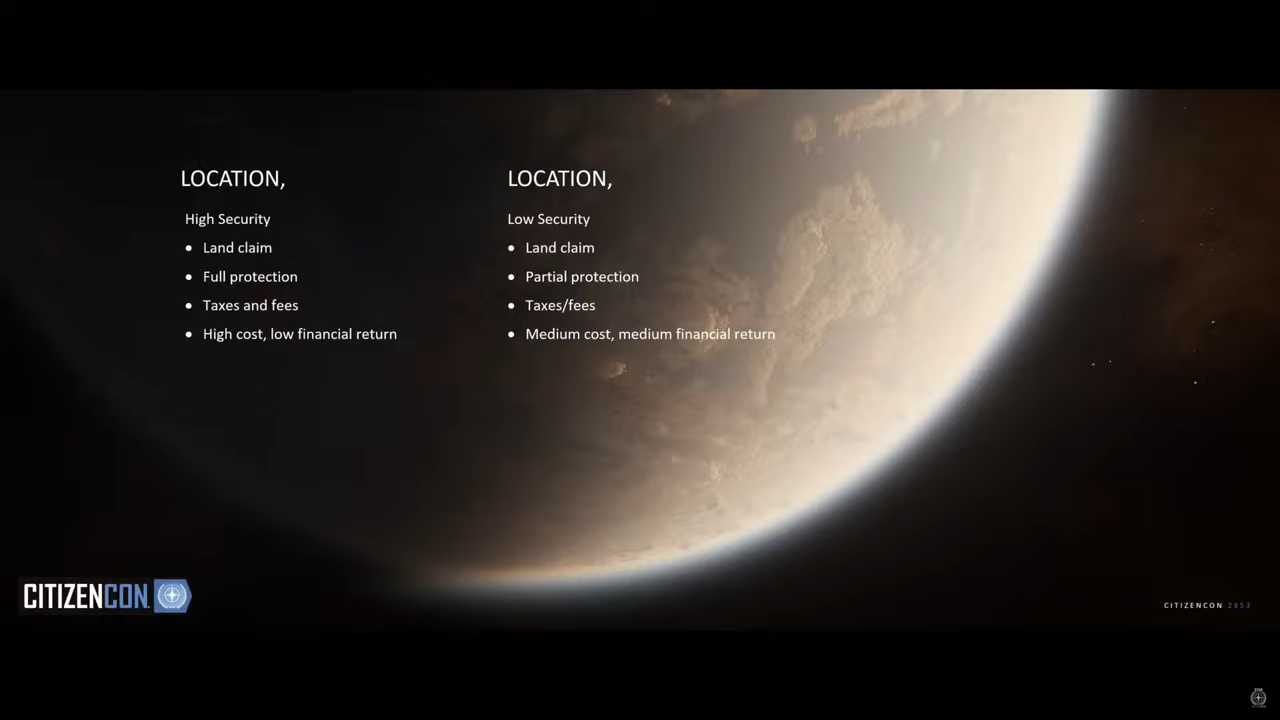 LOCATION,
High Security
• Land claim
• Full protection
• Taxes and fees
• High cost, low financial return
LOCATION,
Low Security
• Land claim
• Partial protection
• Taxes/fees
• Medium cost, medium financial return
CITIZENCON
CITIZENCON 2953